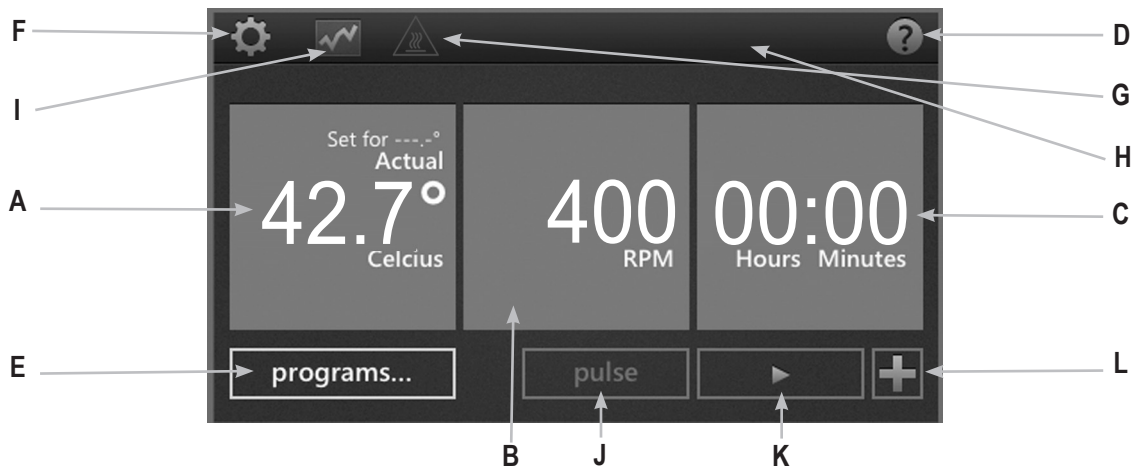 F
D
I
G
H
Set for ---.-°
Actual
A
42.7°
400
00:00
C
Celcius
RPM
Hours Minutes
E
programs...
pulse
L
B
J
K